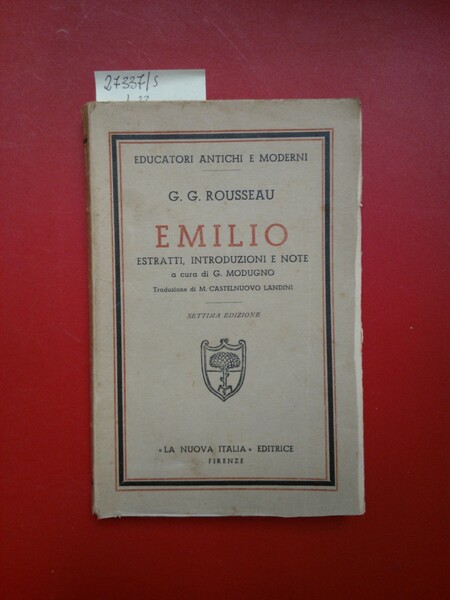 27337/S
EDUCATORI ANTICHI E MODERNI
G. G. ROUSSEAU
EMILIO
ESTRATTI, INTRODUZIONI E NOTE
a cura di G. MODUGNO
Traduzione di M. CASTELNUOVO LANDINI
SETTIMA EDIZIONE
«LA NUOVA ITALIA» EDITRICE
FIRENZE